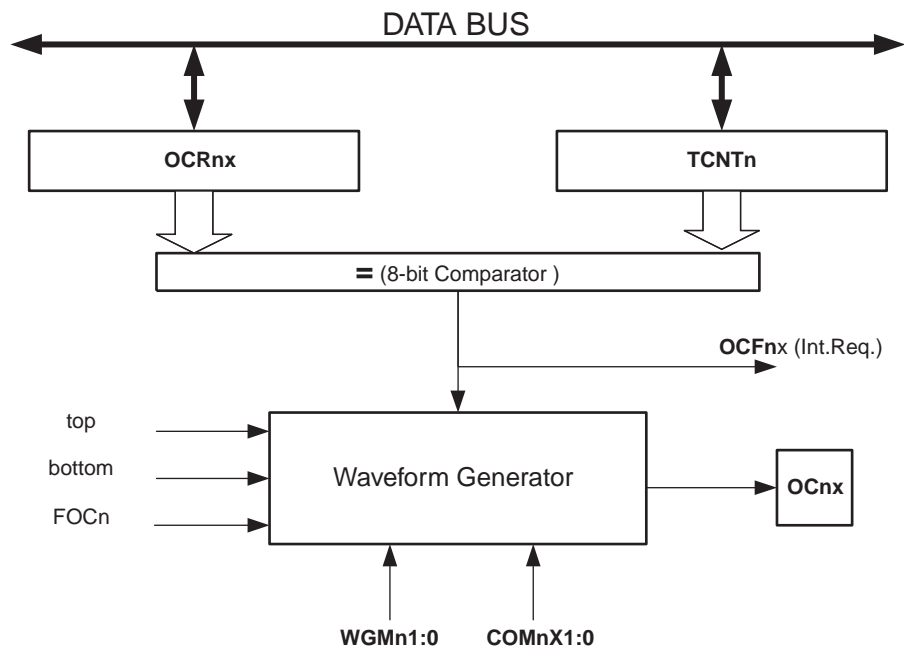 DATA BUS
OCRnx
TCNTn
= (8-bit Comparator )
OCFnx (Int.Req.)
top
bottom
FOCn
Waveform Generator
OCnx
WGMn1:0
COMnX1:0